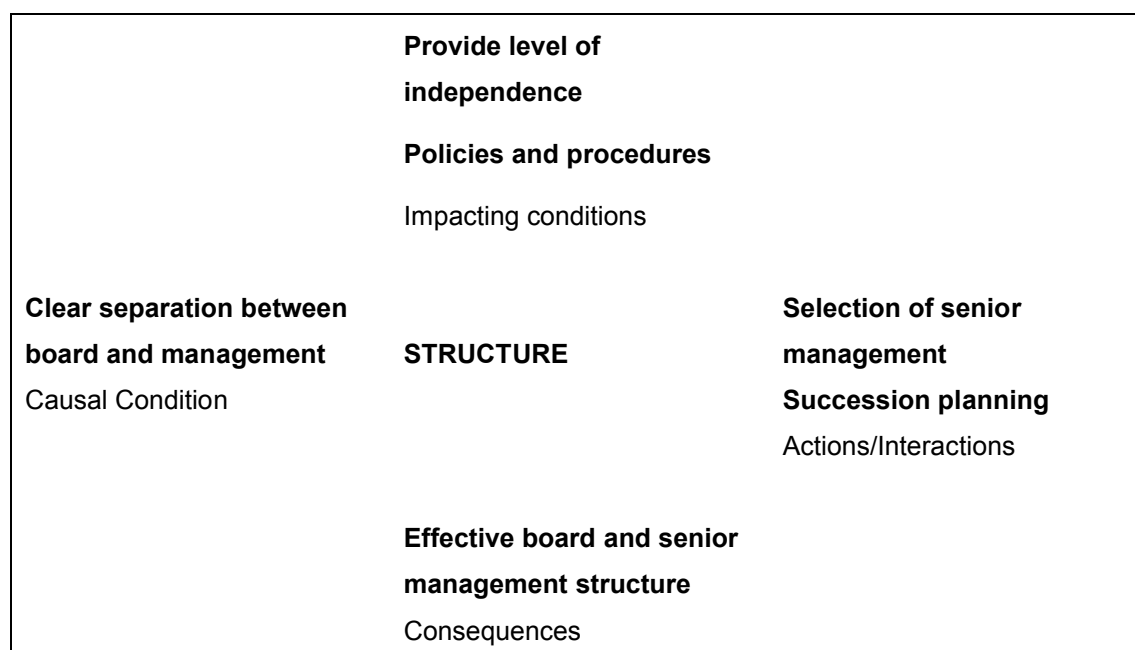 Provide level of
independence
Policies and procedures
Impacting conditions
Clear separation between
board and management
Causal Condition
STRUCTURE
Selection of senior
management
Succession planning
Actions/Interactions
Effective board and senior
management structure
Consequences